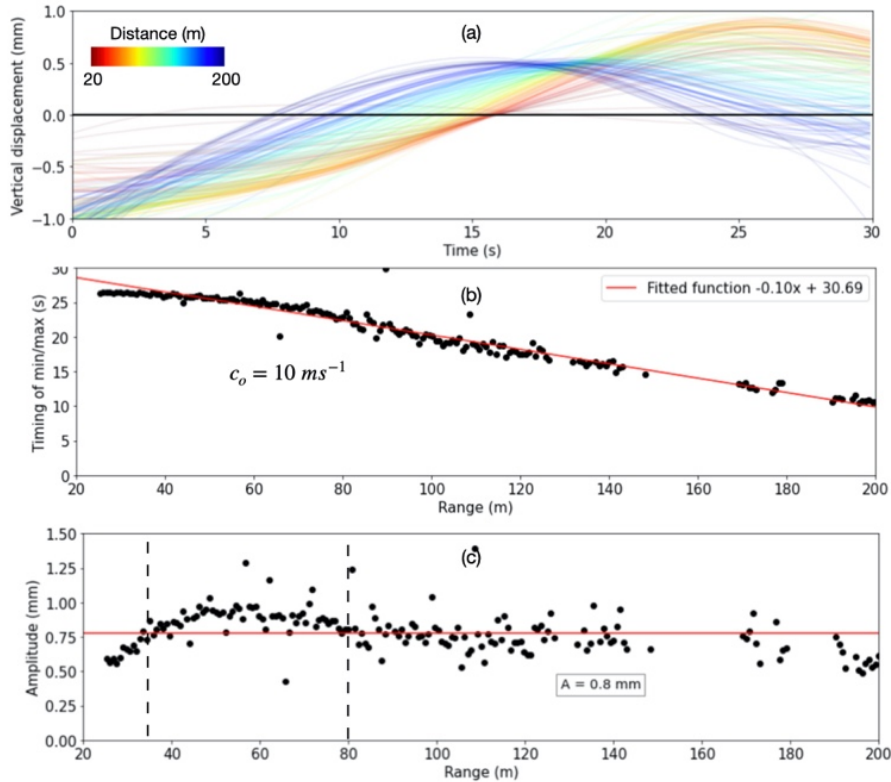 (a)
Distance (m)
20 200
1.0
0.5
0.0
−0.5
−1.0
Vertical displacement (mm)
0 5 10 15 20 25 30
Time (s)
(b)
Fitted function -0.10x + 30.69
c_o = 10 ms^{-1}
30
25
20
15
10
5
0
Timing of min/max (s)
20 40 60 80 100 120 140 160 180 200
Range (m)
(c)
A = 0.8 mm
1.50
1.25
1.00
0.75
0.50
0.25
0.00
Amplitude (mm)
20 40 60 80 100 120 140 160 180 200
Range (m)